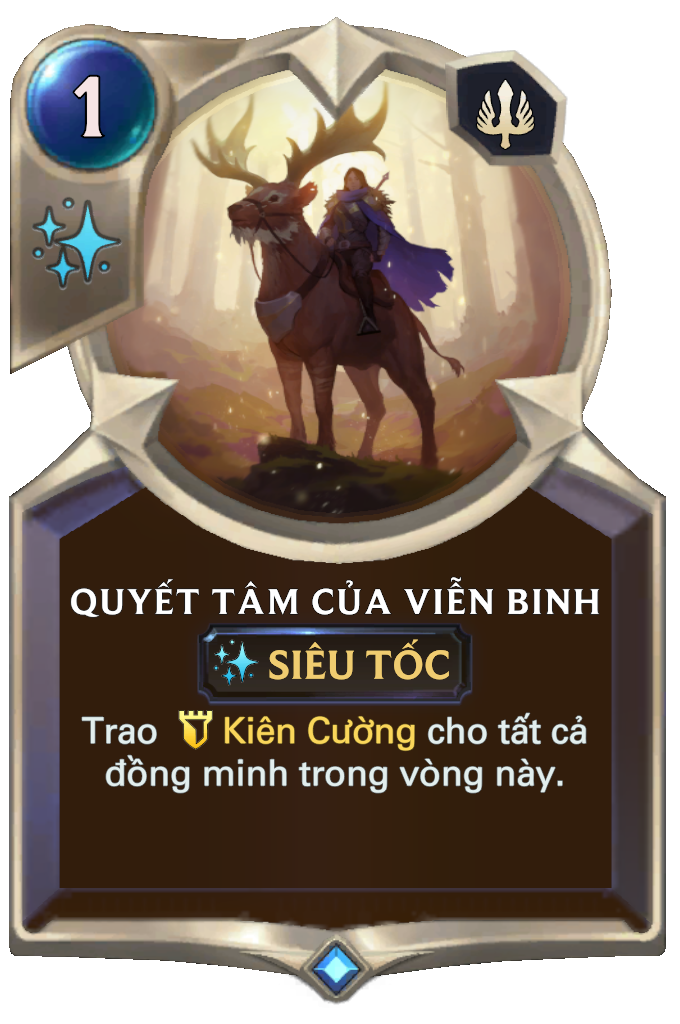 1
QUYẾT TÂM CỦA VIỄN BINH
SIÊU TỐC
Trao Kiên Cường cho tất cả
đồng minh trong vòng này.